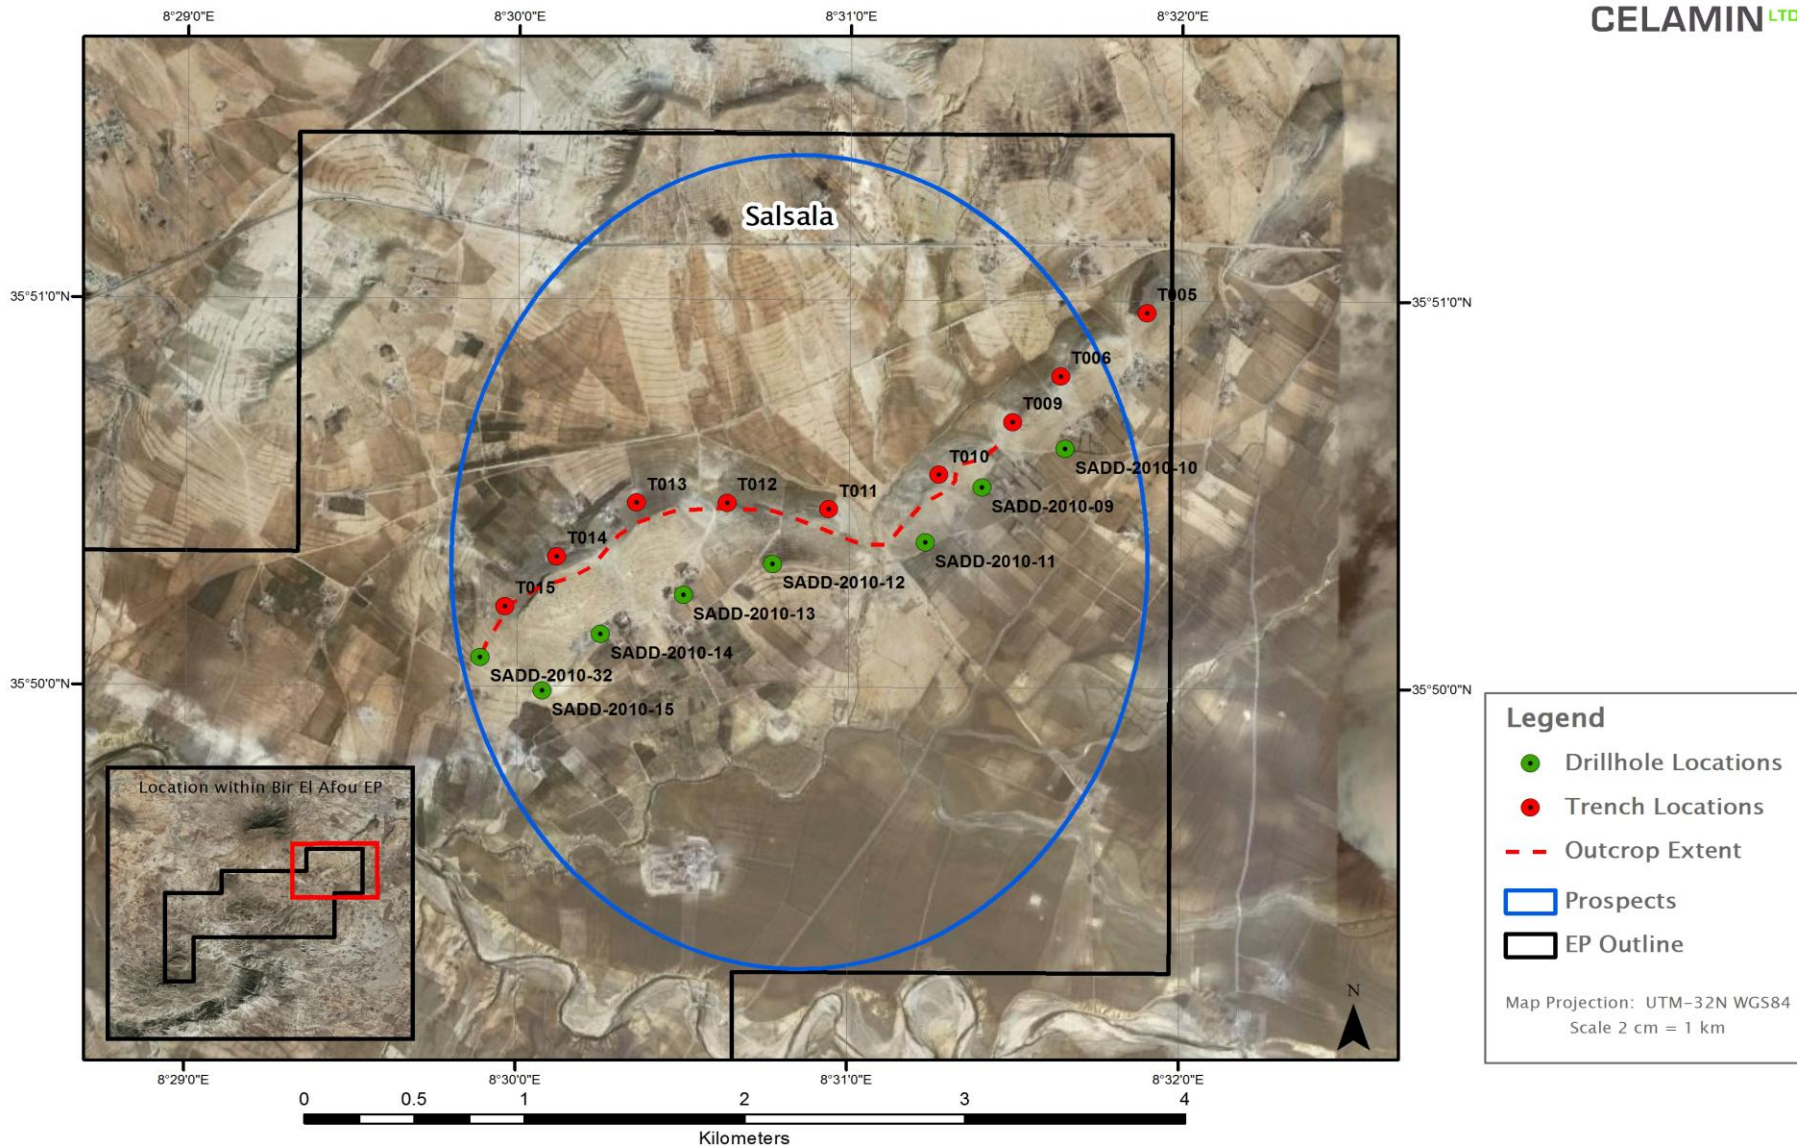 CELAMIN LTD
8°29'0"E 8°30'0"E 8°31'0"E 8°32'0"E
Salsala
35°51'0"N
35°51'0"N
T005
T006
T009
T010
SADD-2010-10
T013
T012
T011
SADD-2010-09
T014
SADD-2010-11
SADD-2010-12
T015
SADD-2010-13
SADD-2010-14
SADD-2010-32
35°50'0"N
35°50'0"N
SADD-2010-15
Location within Bir El Afou EP
Legend
Drillhole Locations
Trench Locations
Outcrop Extent
Prospects
EP Outline
Map Projection: UTM-32N WGS84
Scale 2 cm = 1 km
N
8°29'0"E 8°30'0"E 8°31'0"E 8°32'0"E
0 0.5 1 2 3 4
Kilometers